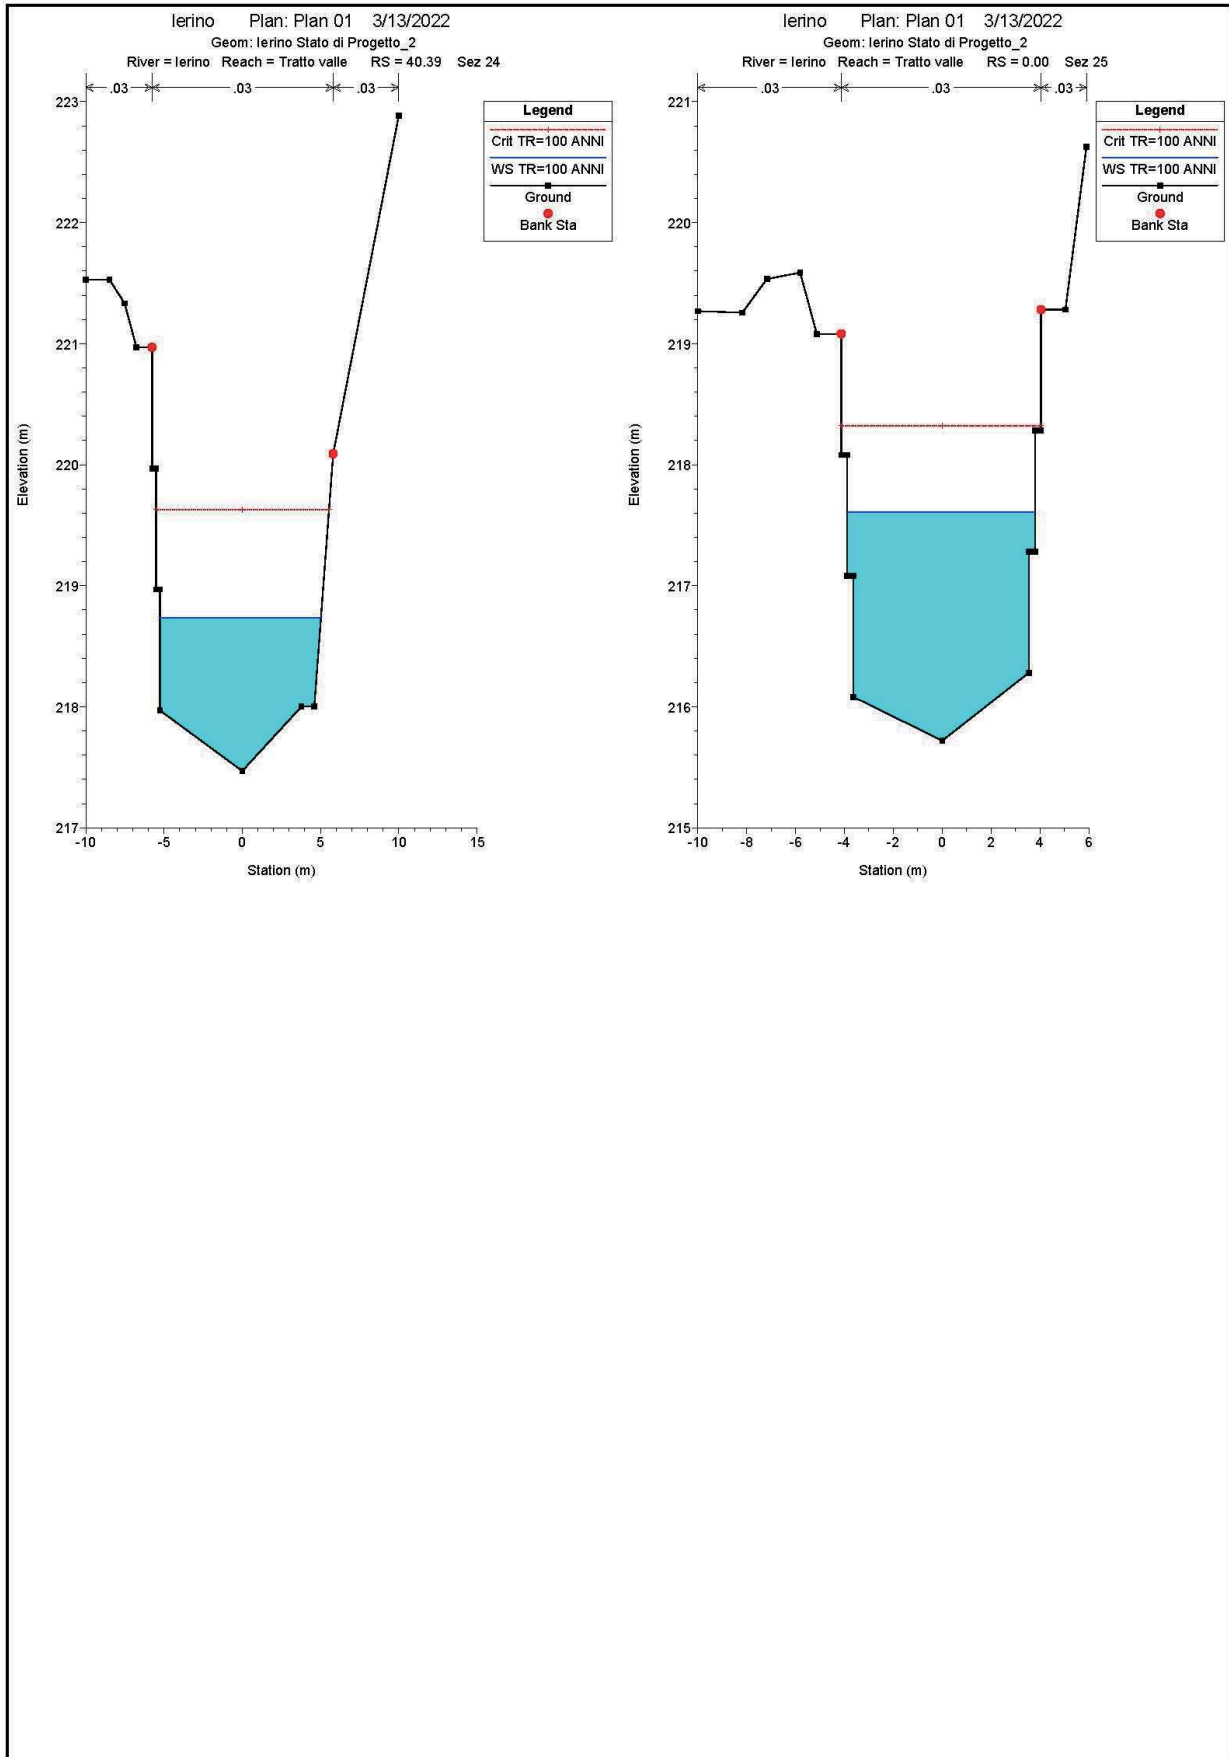 Ierino Plan: Plan 01 3/13/2022
Geom: Ierino Stato di Progetto_2
River = Ierino Reach = Tratto valle RS = 40.39 Sez 24
.03 .03 .03
Legend
Crit TR=100 ANNI
WS TR=100 ANNI
Ground
Bank Sta
223
222
221
220
219
218
217
Elevation (m)
-10 -5 0 5 10 15
Station (m)
Ierino Plan: Plan 01 3/13/2022
Geom: Ierino Stato di Progetto_2
River = Ierino Reach = Tratto valle RS = 0.00 Sez 25
.03 .03 .03
Legend
Crit TR=100 ANNI
WS TR=100 ANNI
Ground
Bank Sta
221
220
219
218
217
216
215
Elevation (m)
-10 -8 -6 -4 -2 0 2 4 6
Station (m)